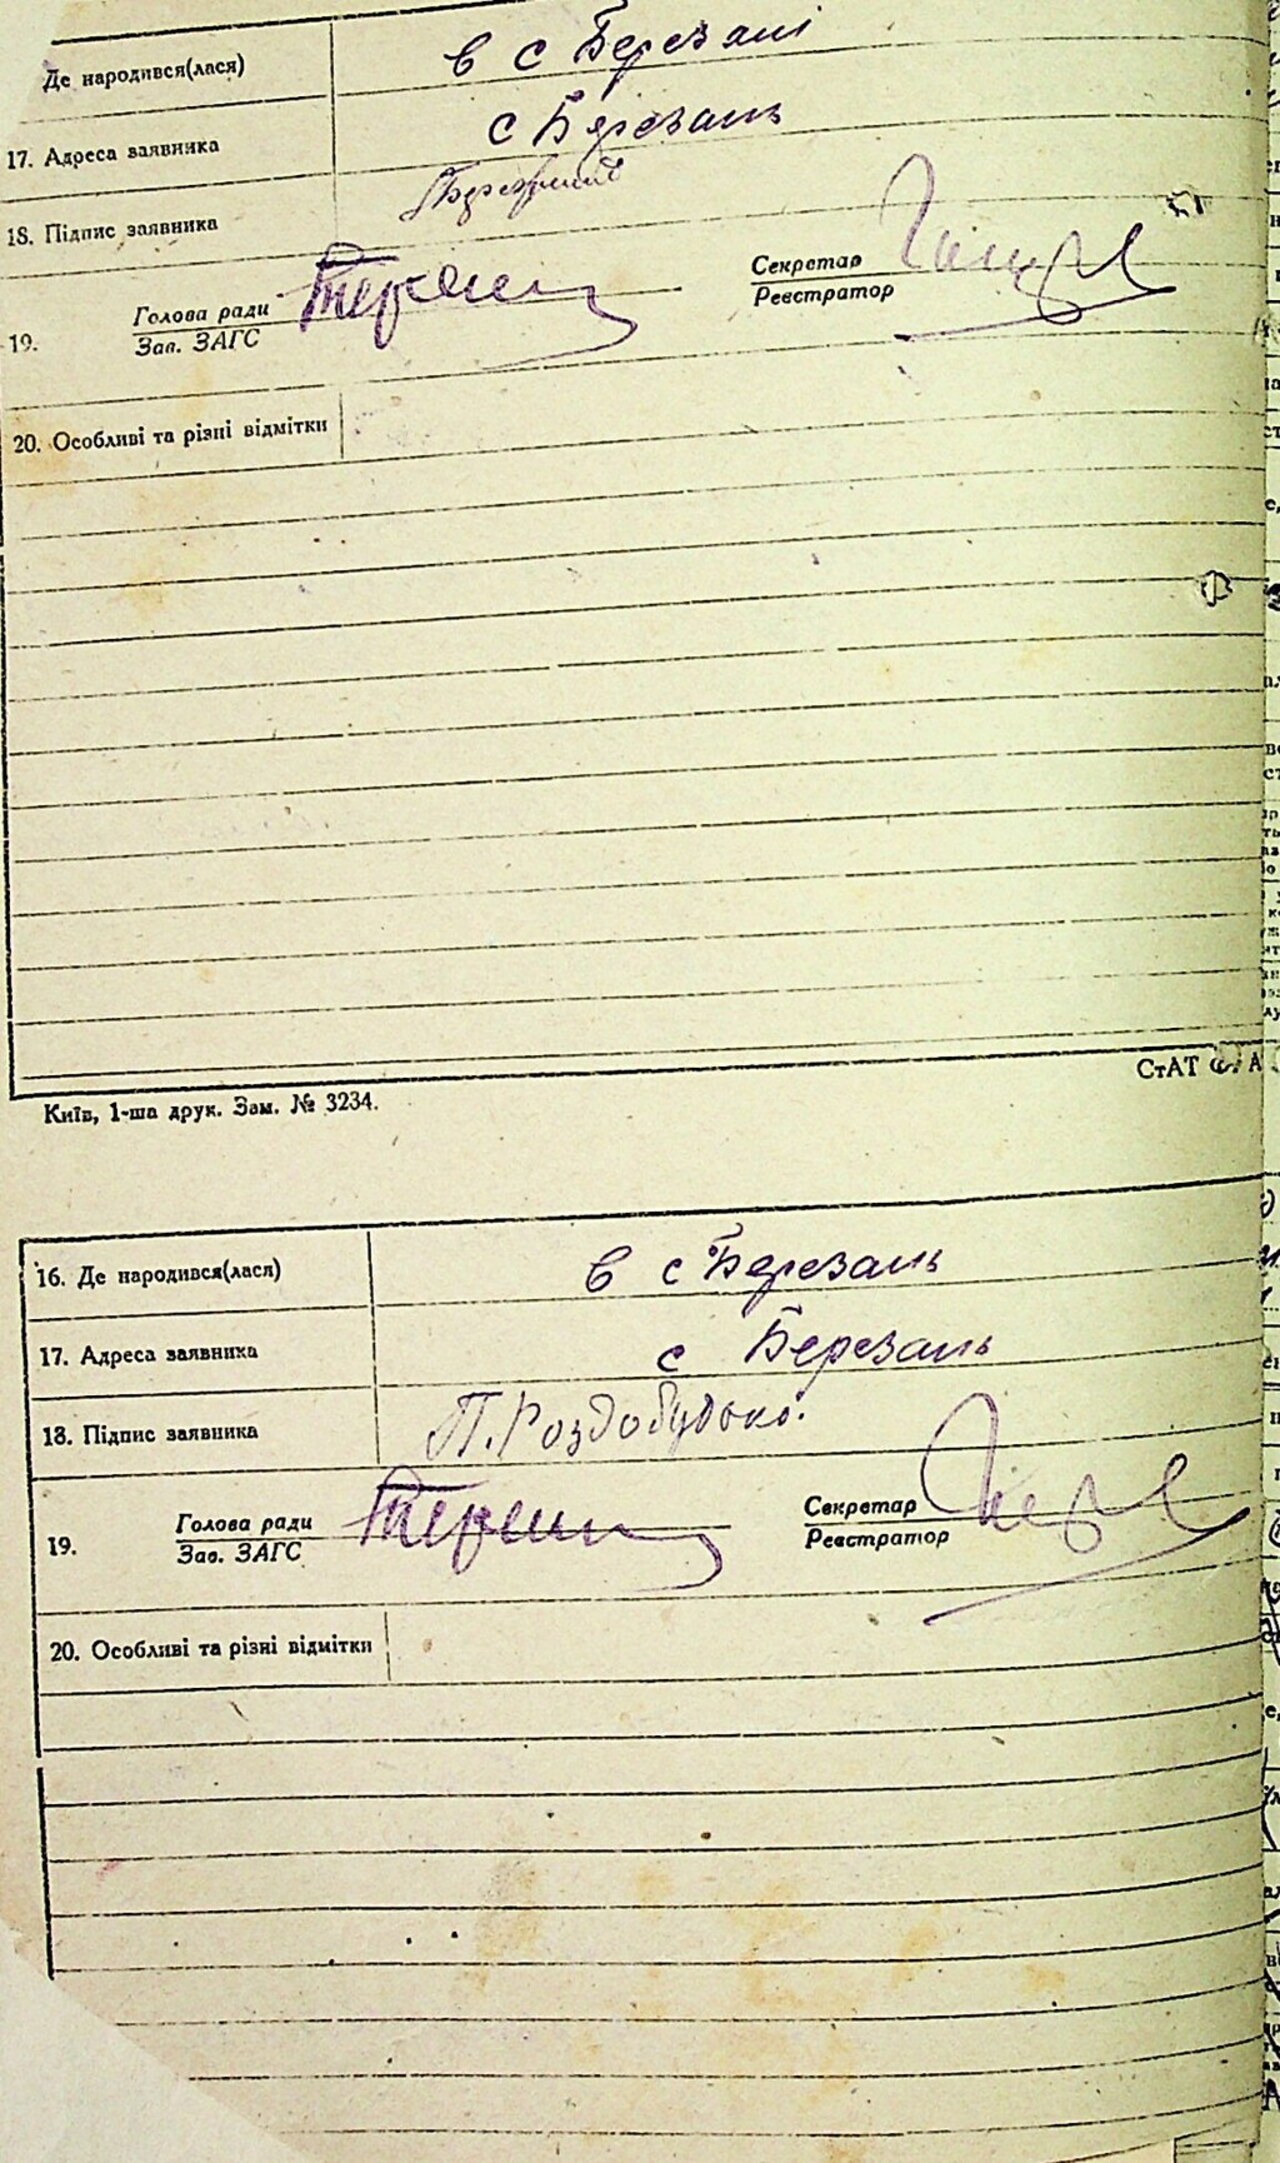 Де народився(лася) в с Березані
17. Адреса заявника с Березань
18. Підпис заявника
19. Голова ради Секретар
Зав. ЗАГС Реєстратор
20. Особливі та різні відмітки
СтАТ
Київ, 1-ша друк. Зам. № 3234.
16. Де народився(лася) в с Березань
17. Адреса заявника с Березань
18. Підпис заявника П. Роздобудько.
19. Голова ради Секретар
Зав. ЗАГС Реєстратор
20. Особливі та різні відмітки